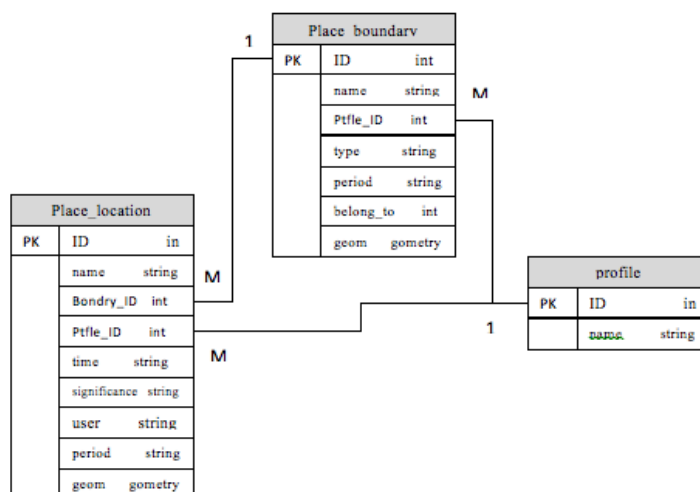 Place_boundary
1
PK ID int
name string
M
Ptfle_ID int
type string
period string
belong_to int
geom gometry
Place_location
PK ID in
name string
M
Bondry_ID int
Ptfle_ID int
M
time string
significance string
user string
period string
geom gometry
profile
PK ID in
1
name string